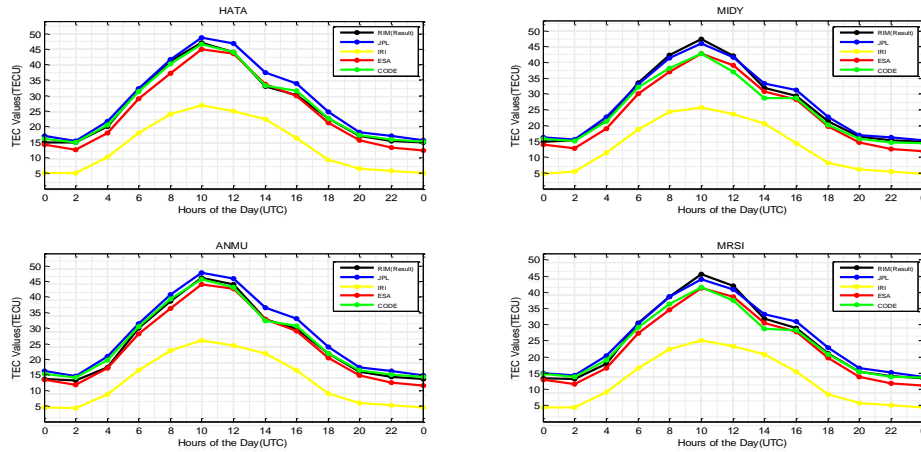 HATA
TEC Values(TECU)
50
45
40
35
30
25
20
15
10
5
0 2 4 6 8 10 12 14 16 18 20 22 0
Hours of the Day(UTC)
RIM(Result)
JPL
IRI
ESA
CODE
MIDY
TEC Values(TECU)
50
45
40
35
30
25
20
15
10
5
0 2 4 6 8 10 12 14 16 18 20 22 0
Hours of the Day(UTC)
RIM(Result)
JPL
IRI
ESA
CODE
ANMU
TEC Values(TECU)
50
45
40
35
30
25
20
15
10
5
0 2 4 6 8 10 12 14 16 18 20 22 0
Hours of the Day(UTC)
RIM(Result)
JPL
IRI
ESA
CODE
MRSI
TEC Values(TECU)
50
45
40
35
30
25
20
15
10
5
0 2 4 6 8 10 12 14 16 18 20 22
Hours of the Day(UTC)
RIM(Result)
JPL
IRI
ESA
CODE